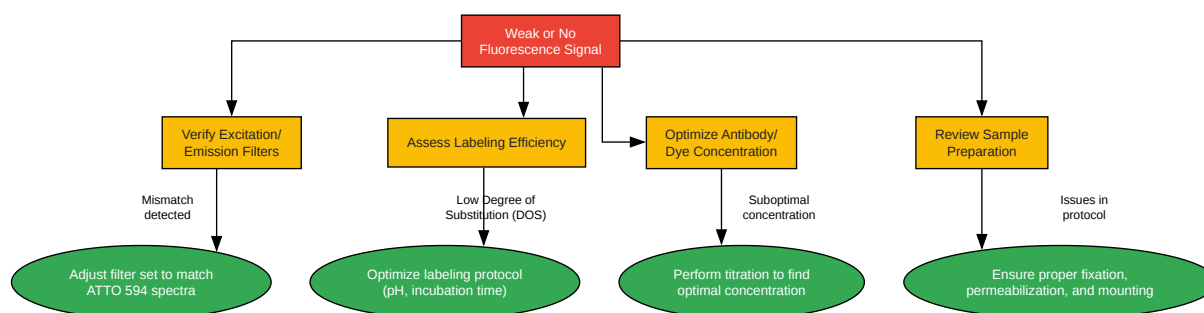 Weak or No
Fluorescence Signal
Verify Excitation/
Emission Filters
Assess Labeling Efficiency
Optimize Antibody/
Dye Concentration
Review Sample
Preparation
Mismatch
detected
Low Degree of
Substitution (DOS)
Suboptimal
concentration
Issues in
protocol
Adjust filter set to match
ATTO 594 spectra
Optimize labeling protocol
(pH, incubation time)
Perform titration to find
optimal concentration
Ensure proper fixation,
permeabilization, and mounting